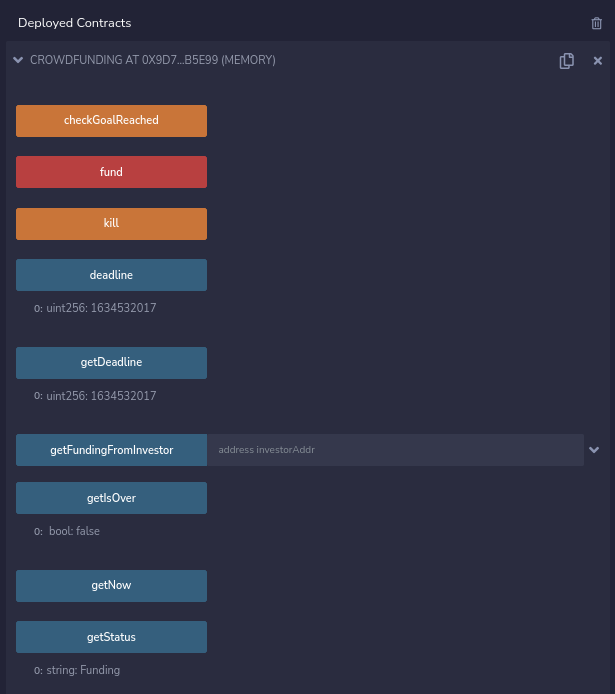 Deployed Contracts
CROWDFUNDING AT 0X9D7...B5E99 (MEMORY)
checkGoalReached
fund
kill
deadline
0: uint256: 1634532017
getDeadline
0: uint256: 1634532017
getFundingFromInvestor address investorAddr
getIsOver
0: bool: false
getNow
getStatus
0: string: Funding